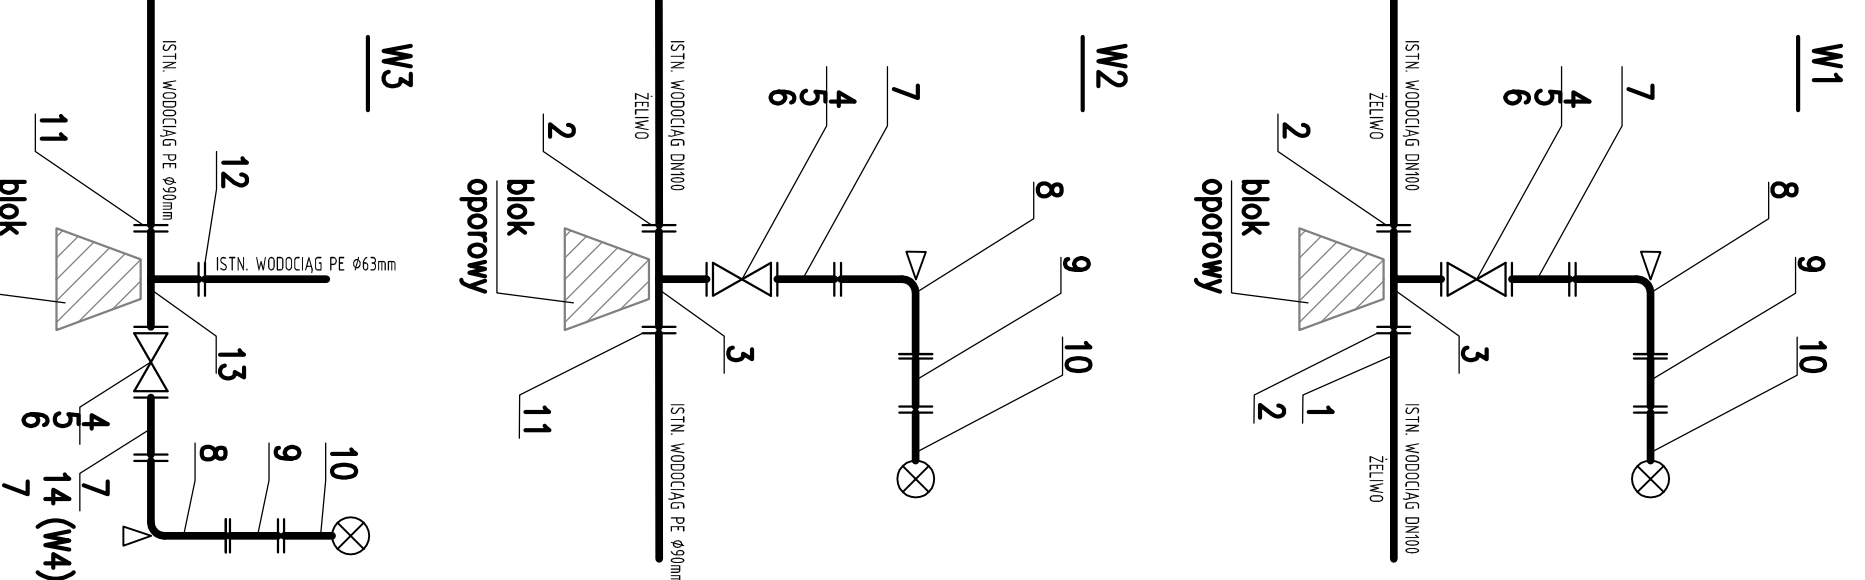 W1
ISTN. WODOCIĄG DN100
ŻELIWO
7
4
5
6
2
8
9
10
blok
oporowy
3
1
2
ISTN. WODOCIĄG DN100
ŻELIWO
W2
ISTN. WODOCIĄG DN100
ŻELIWO
7
4
5
6
2
8
9
10
blok
oporowy
3
11
ISTN. WODOCIĄG PE ϕ90mm
W3
ISTN. WODOCIĄG PE ϕ90mm
11
12
ISTN. WODOCIĄG PE ϕ63mm
blok
13
4
5
6
8
9
10
7
14 (W4)
7